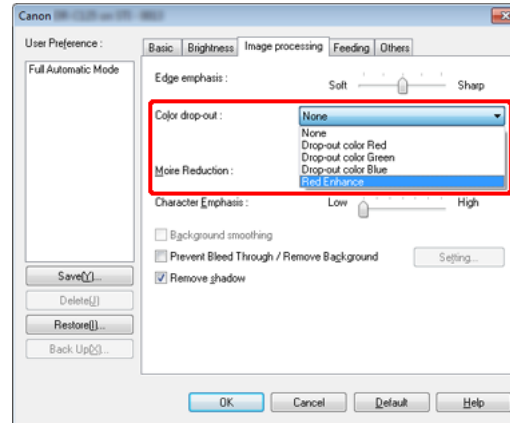 Canon
User Preference :
Full Automatic Mode
Save(Y)...
Delete(J)
Restore(I)...
Back Up(X)...
Basic Brightness Image processing Feeding Others
Edge emphasis :
Soft Sharp
Color drop-out :
None
None
Drop-out color Red
Drop-out color Green
Drop-out color Blue
Red Enhance
Moire Reduction :
Character Emphasis :
Low High
Background smoothing
Prevent Bleed Through / Remove Background
Setting...
Remove shadow
OK Cancel Default Help